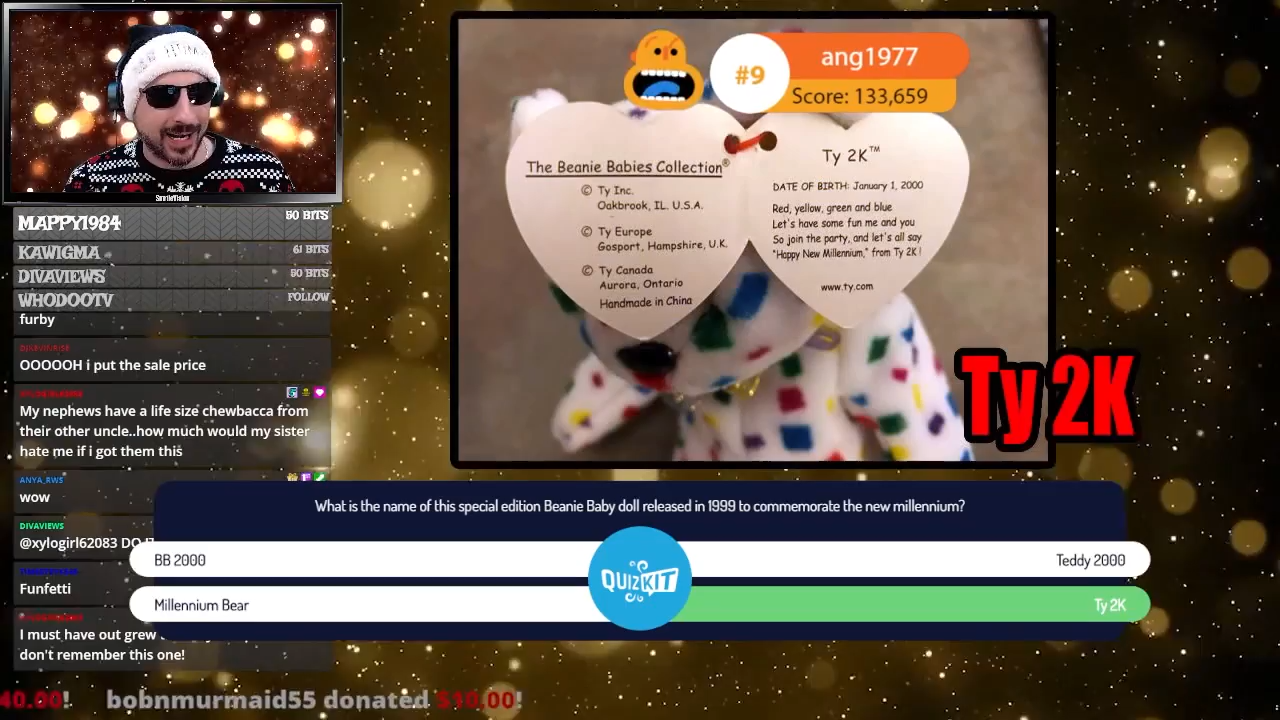 SmartieVision
MAPPY1984 50 BITS
KAWIGMA 61 BITS
DIVAVIEWS 50 BITS
WHODOOTV FOLLOW
furby
OOOOOH i put the sale price
My nephews have a life size chewbacca from
their other uncle..how much would my sister
hate me if i got them this
ANYA_RWS
wow
DIVAVIEWS
@xylogirl62083 DO
Funfetti
I must have out grew
don't remember this one!
#9
ang1977
Score: 133,659
The Beanie Babies Collection®
© Ty Inc.
Oakbrook, IL. U.S.A.
© Ty Europe
Gosport, Hampshire, U.K.
© Ty Canada
Aurora, Ontario
Handmade in China
Ty 2K™
DATE OF BIRTH: January 1, 2000
Red, yellow, green and blue
Let's have some fun me and you
So join the party, and let's all say
"Happy New Millennium," from Ty 2K!
www.ty.com
Ty 2K
What is the name of this special edition Beanie Baby doll released in 1999 to commemorate the new millennium?
BB 2000
Teddy 2000
QUIZKIT
Millennium Bear
Ty 2K
40.00! bobnmurmaid55 donated $10.00!